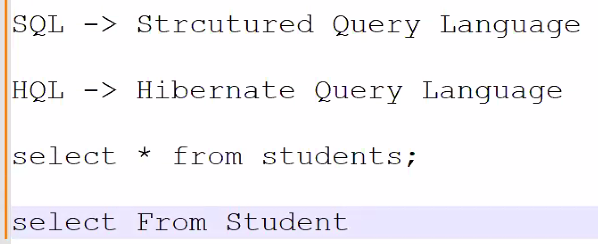 SQL -> Strcutured Query Language
HQL -> Hibernate Query Language
select * from students;
select From Student